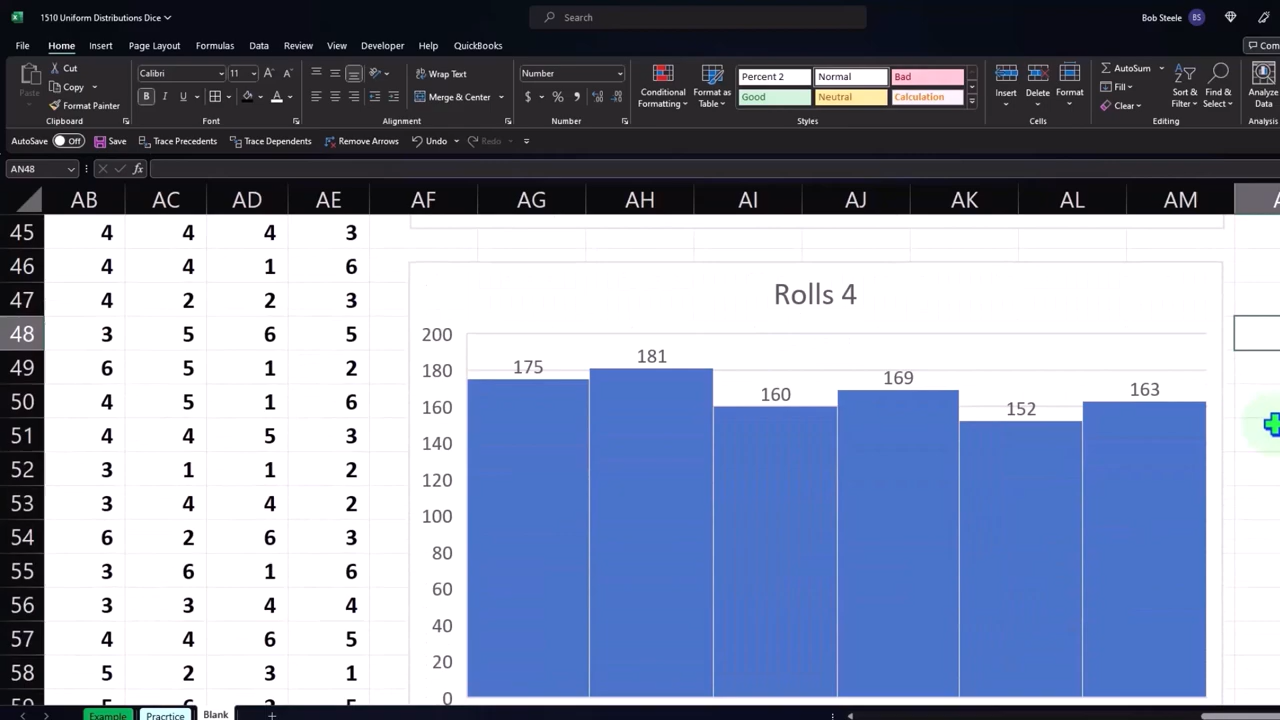 1510 Uniform Distributions Dice
Search
Bob Steele
BS
File Home Insert Page Layout Formulas Data Review View Developer Help QuickBooks
Com
Paste
Cut
Copy
Format Painter
Clipboard
Calibri
11
B I U
Font
Wrap Text
Merge & Center
Alignment
Number
$ % ,
Number
Conditional Formatting
Format as Table
Percent 2 Normal Bad
Good Neutral Calculation
Styles
Insert Delete Format
Cells
AutoSum
Fill
Clear
Sort & Filter
Find & Select
Editing
Analyze Data
Analysis
AutoSave Off Save Trace Precedents Trace Dependents Remove Arrows Undo Redo
AN48
fx
AB AC AD AE AF AG AH AI AJ AK AL AM
45 4 4 4 3
46 4 4 1 6
47 4 2 2 3
48 3 5 6 5
49 6 5 1 2
50 4 5 1 6
51 4 4 5 3
52 3 1 1 2
53 3 4 4 2
54 6 2 6 3
55 3 6 1 6
56 3 3 4 4
57 4 4 6 5
58 5 2 3 1
Rolls 4
200
180
160
140
120
100
80
60
40
20
0
175 181 160 169 152 163
Example Pracrtice Blank